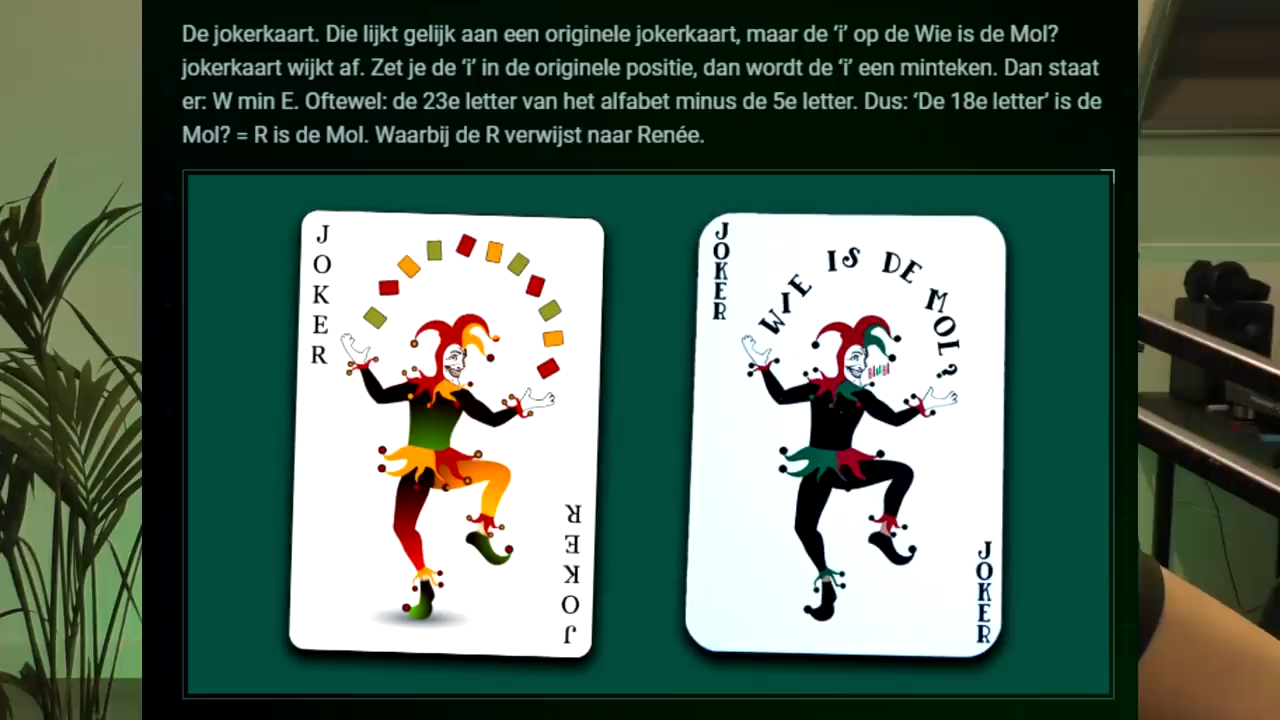 De jokerkaart. Die lijkt gelijk aan een originele jokerkaart, maar de ‘i’ op de Wie is de Mol?
jokerkaart wijkt af. Zet je de ‘i’ in de originele positie, dan wordt de ‘i’ een minteken. Dan staat
er: W min E. Oftewel: de 23e letter van het alfabet minus de 5e letter. Dus: ‘De 18e letter’ is de
Mol? = R is de Mol. Waarbij de R verwijst naar Renée.
JOKER
JOKER
JOKER
WIE IS DE MOL?
JOKER